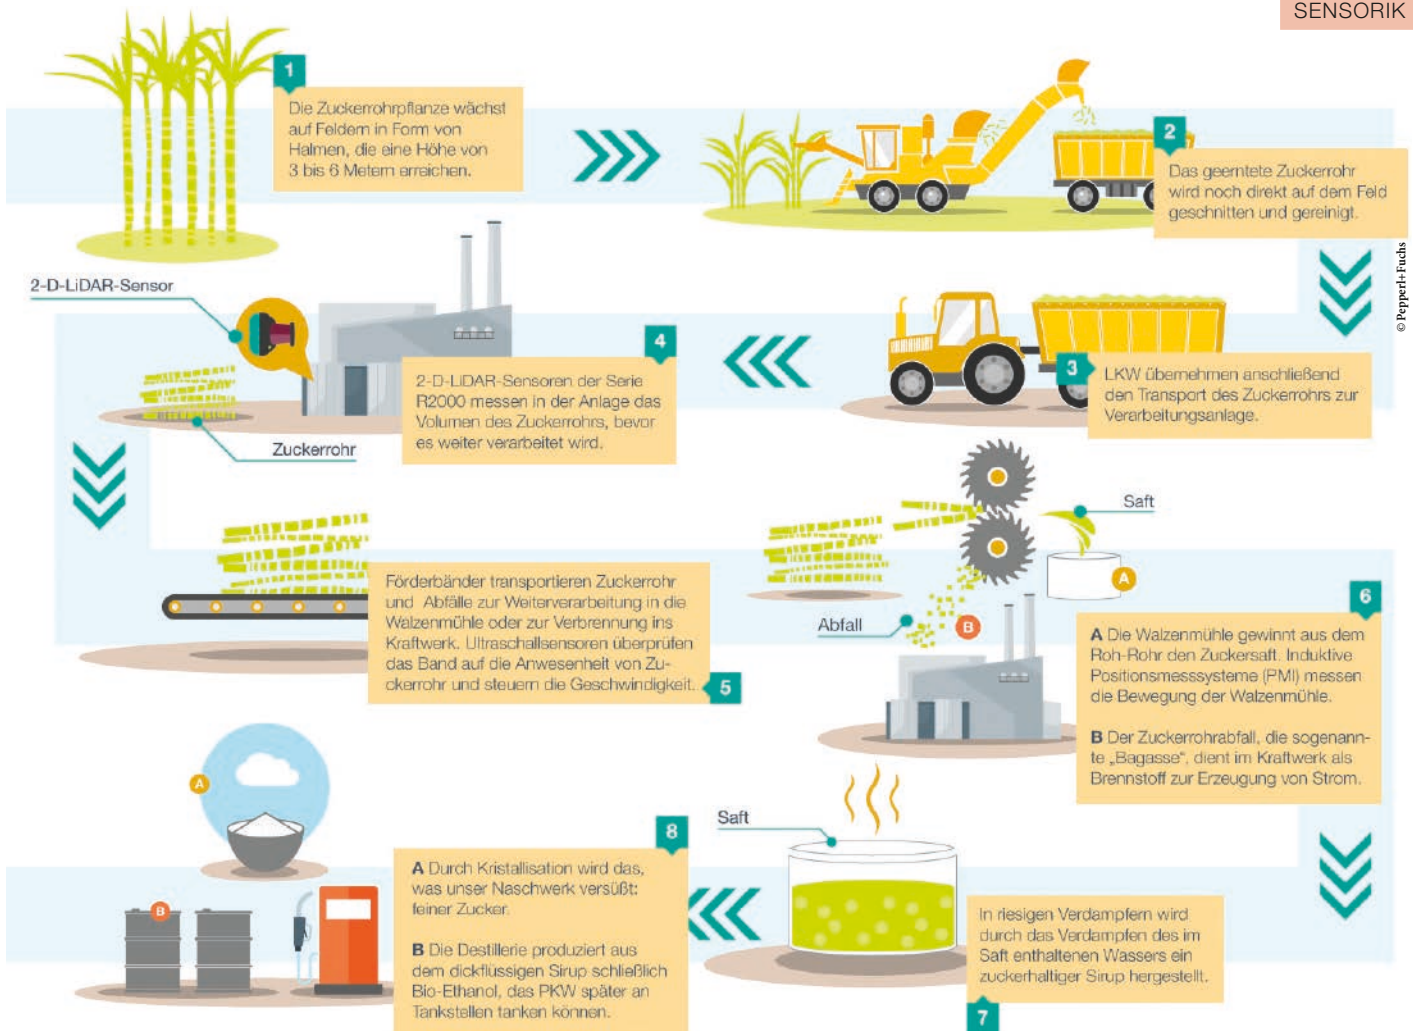 SENSORIK
1
Die Zuckerrohrpflanze wächst
auf Feldern in Form von
Halmen, die eine Höhe von
3 bis 6 Metern erreichen.
2
Das geerntete Zuckerrohr
wird noch direkt auf dem Feld
geschnitten und gereinigt.
© Pepperl+Fuchs
3
LKW übernehmen anschließend
den Transport des Zuckerrohrs zur
Verarbeitungsanlage.
2-D-LiDAR-Sensor
Zuckerrohr
4
2-D-LiDAR-Sensoren der Serie
R2000 messen in der Anlage das
Volumen des Zuckerrohrs, bevor
es weiter verarbeitet wird.
Förderbänder transportieren Zuckerrohr
und Abfälle zur Weiterverarbeitung in die
Walzenmühle oder zur Verbrennung ins
Kraftwerk. Ultraschallsensoren überprüfen
das Band auf die Anwesenheit von Zu-
ckerrohr und steuern die Geschwindigkeit.
5
Saft
A
Abfall
B
6
A Die Walzenmühle gewinnt aus dem
Roh-Rohr den Zuckersaft. Induktive
Positionsmesssysteme (PMI) messen
die Bewegung der Walzenmühle.
B Der Zuckerrohrabfall, die sogenann-
te „Bagasse“, dient im Kraftwerk als
Brennstoff zur Erzeugung von Strom.
Saft
In riesigen Verdampfern wird
durch das Verdampfen des im
Saft enthaltenen Wassers ein
zuckerhaltiger Sirup hergestellt.
7
A
B
8
A Durch Kristallisation wird das,
was unser Naschwerk versüßt:
feiner Zucker.
B Die Destillerie produziert aus
dem dickflüssigen Sirup schließlich
Bio-Ethanol, das PKW später an
Tankstellen tanken können.